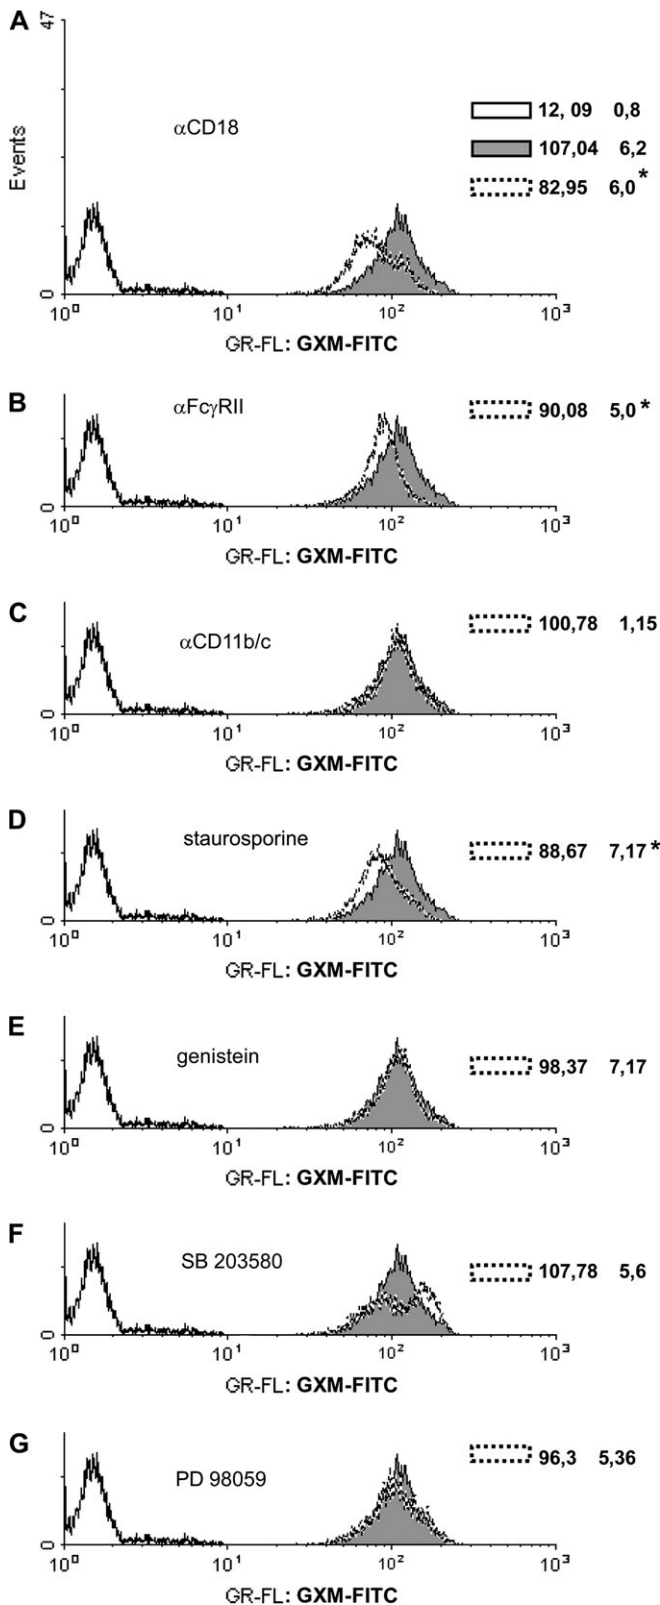 A
47
Events
αCD18
12, 09 0,8
107,04 6,2
82,95 6,0*
0
10⁰ 10¹ 10² 10³
GR-FL: GXM-FITC
B
αFcγRII
90,08 5,0*
0
10⁰ 10¹ 10² 10³
GR-FL: GXM-FITC
C
αCD11b/c
100,78 1,15
0
10⁰ 10¹ 10² 10³
GR-FL: GXM-FITC
D
staurosporine
88,67 7,17*
0
10⁰ 10¹ 10² 10³
GR-FL: GXM-FITC
E
genistein
98,37 7,17
0
10⁰ 10¹ 10² 10³
GR-FL: GXM-FITC
F
SB 203580
107,78 5,6
0
10⁰ 10¹ 10² 10³
GR-FL: GXM-FITC
G
PD 98059
96,3 5,36
0
10⁰ 10¹ 10² 10³
GR-FL: GXM-FITC